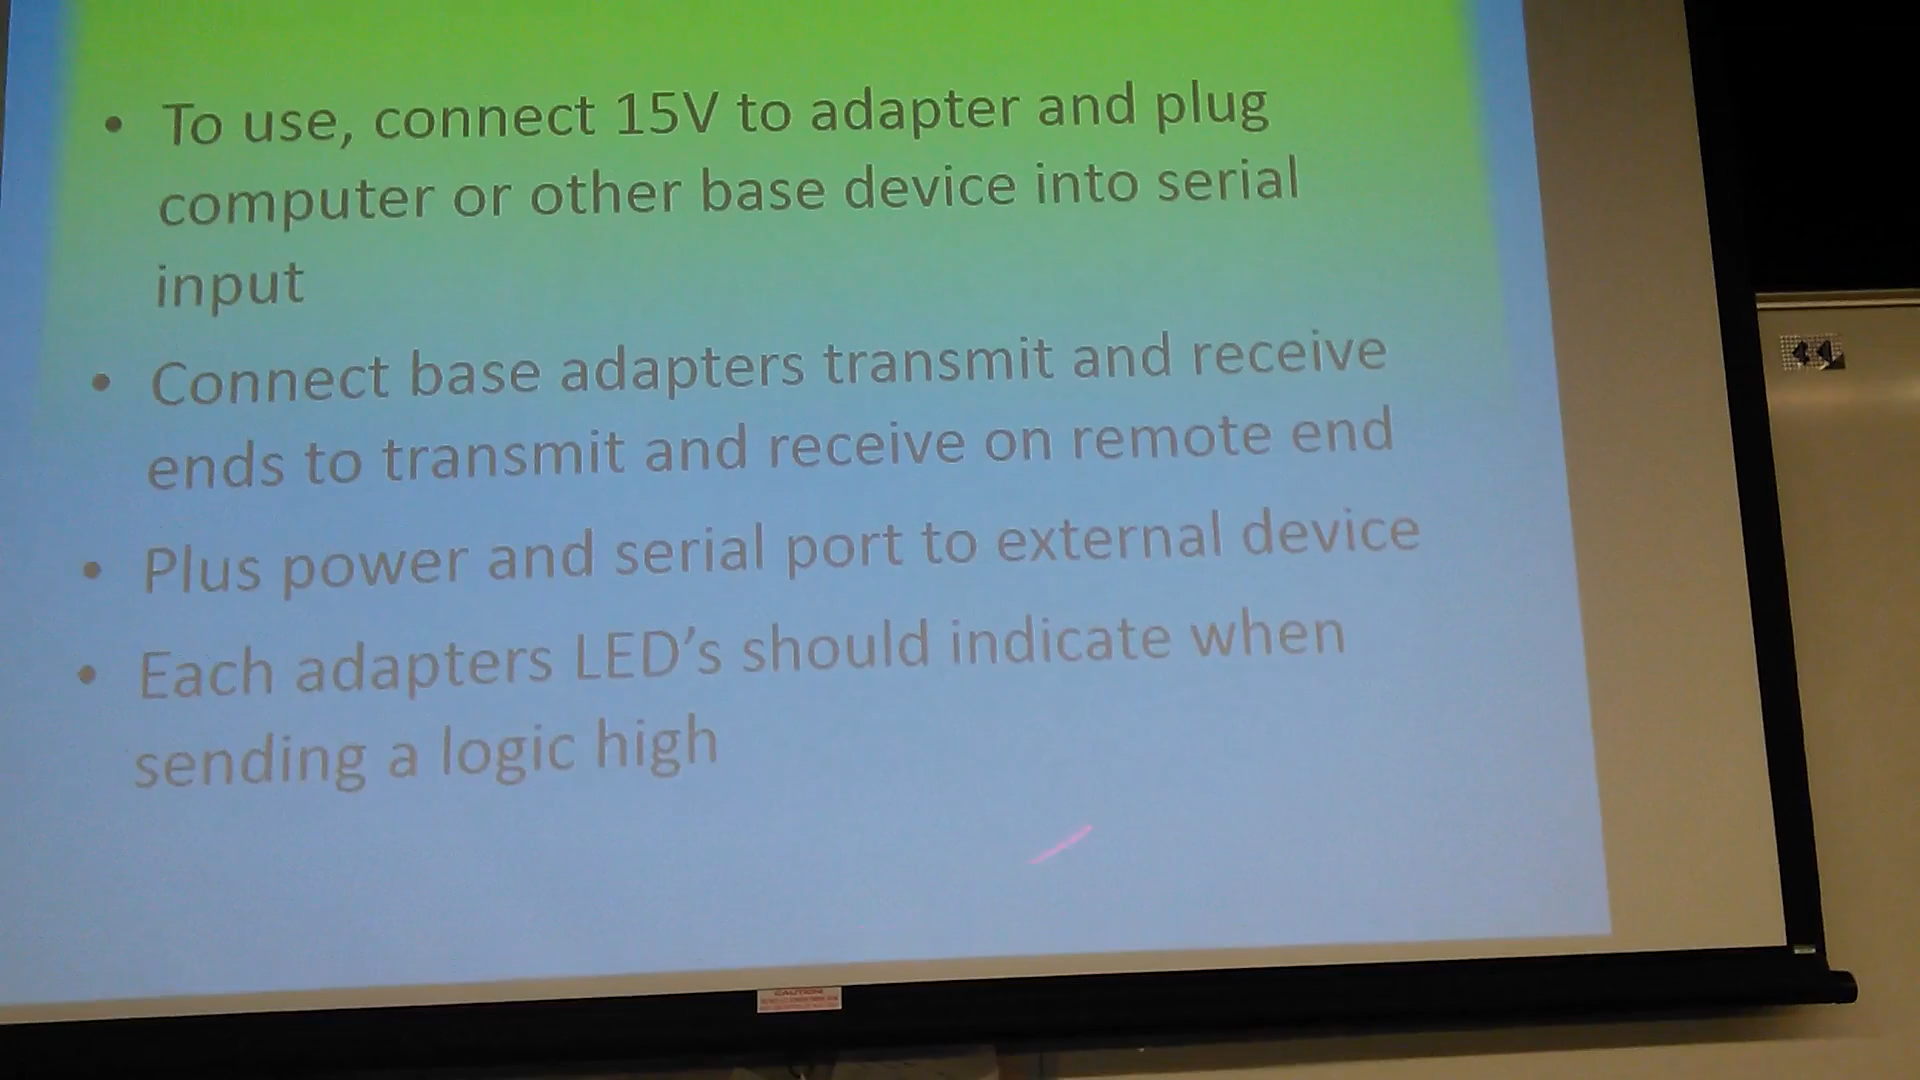 • To use, connect 15V to adapter and plug
computer or other base device into serial
input
• Connect base adapters transmit and receive
ends to transmit and receive on remote end
• Plus power and serial port to external device
• Each adapters LED’s should indicate when
sending a logic high
CAUTION